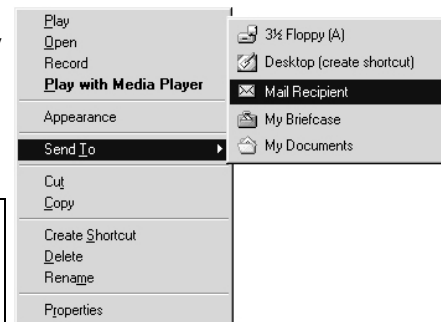 Play
Open
Record
Play with Media Player
Appearance
Send To
Cut
Copy
Create Shortcut
Delete
Rename
Properties
3½ Floppy (A)
Desktop (create shortcut)
Mail Recipient
My Briefcase
My Documents